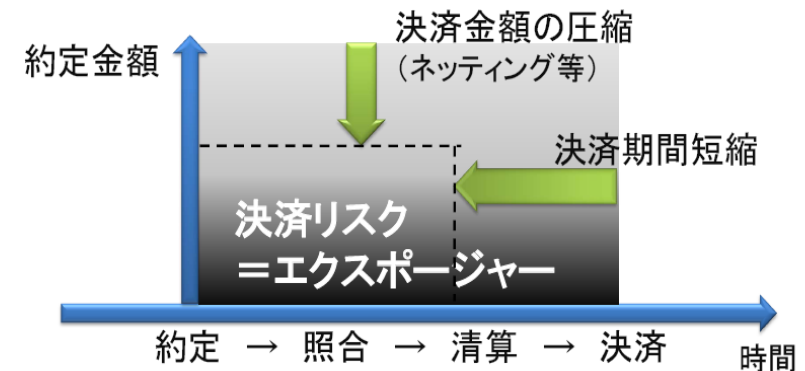 決済金額の圧縮
（ネッティング等）
約定金額
決済期間短縮
決済リスク
＝エクスポージャー
約定 → 照合 → 清算 → 決済
時間